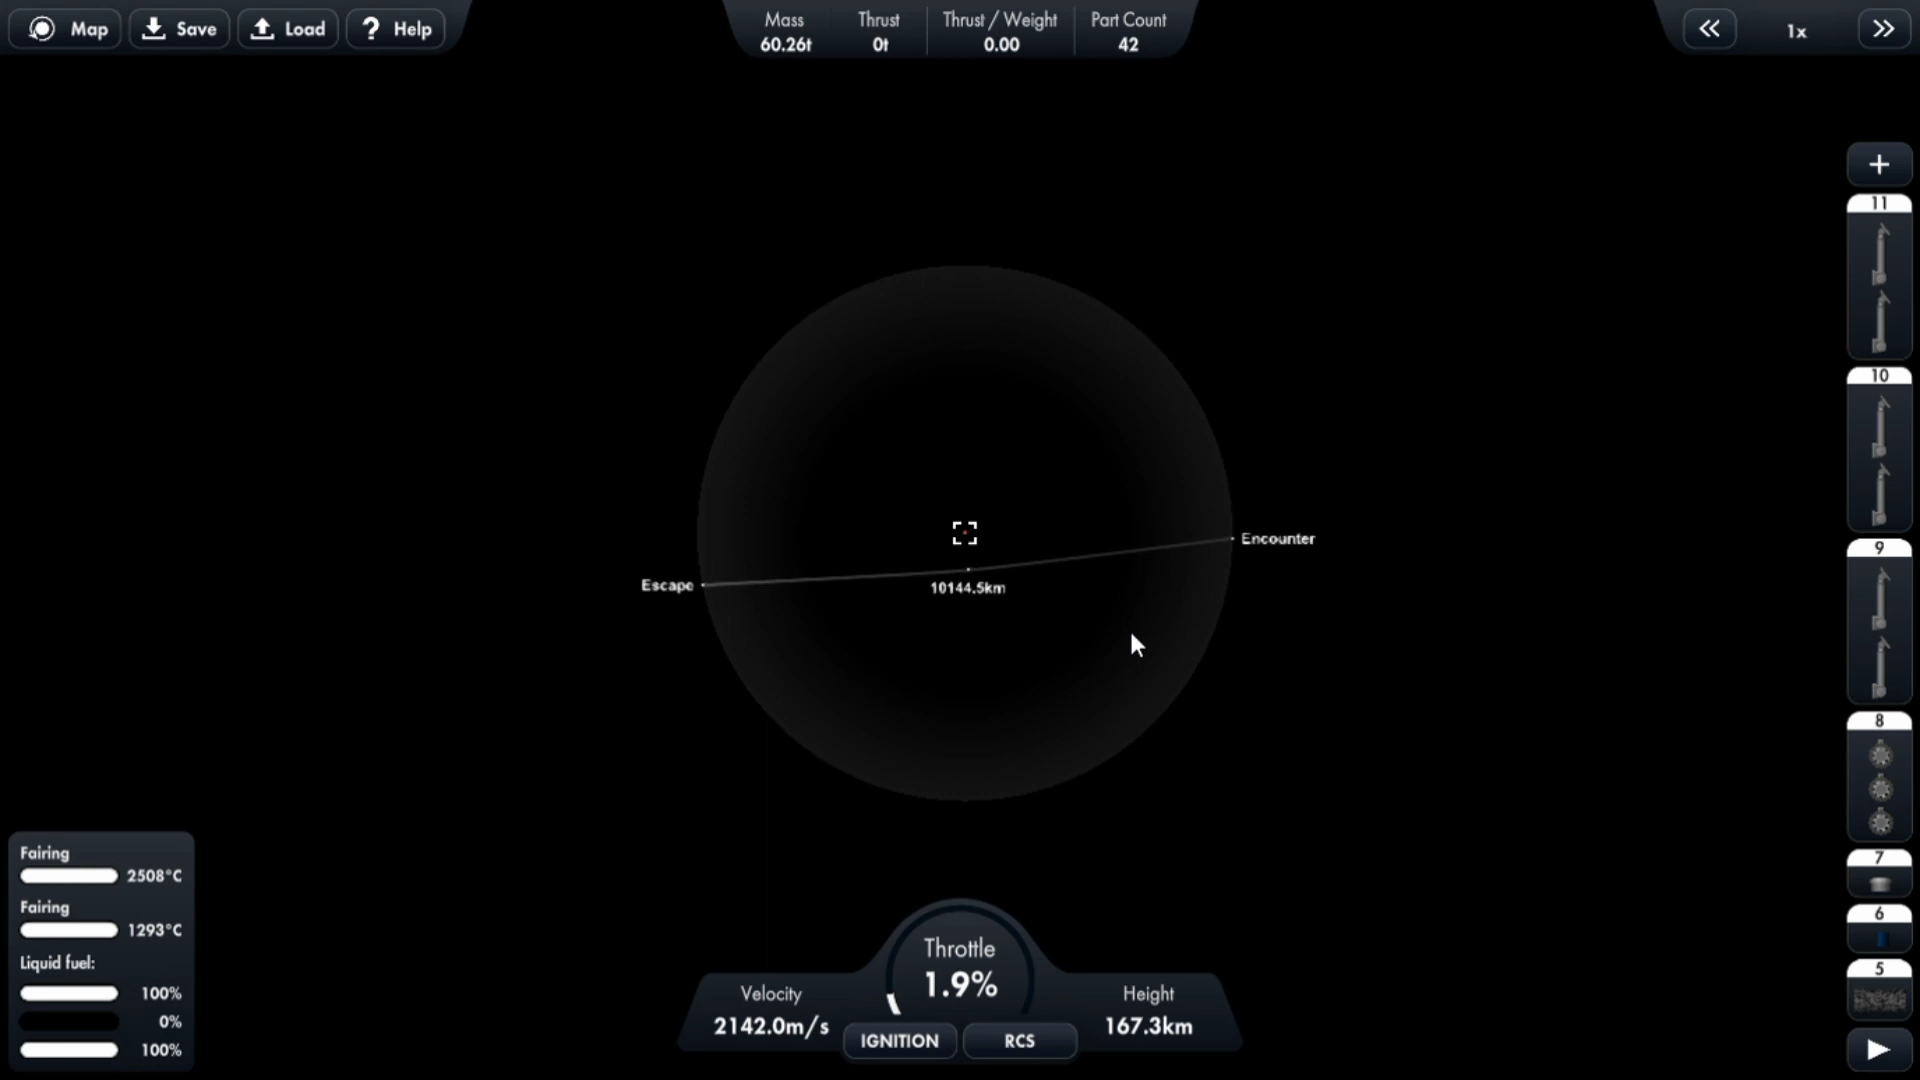 Map
Save
Load
? Help
Mass
60.26t
Thrust
0t
Thrust / Weight
0.00
Part Count
42
1x
11
10
9
8
7
6
5
Encounter
Escape
10144.5km
Fairing
2508°C
Fairing
1293°C
Liquid fuel:
100%
0%
100%
Throttle
1.9%
Velocity
2142.0m/s
IGNITION
RCS
Height
167.3km